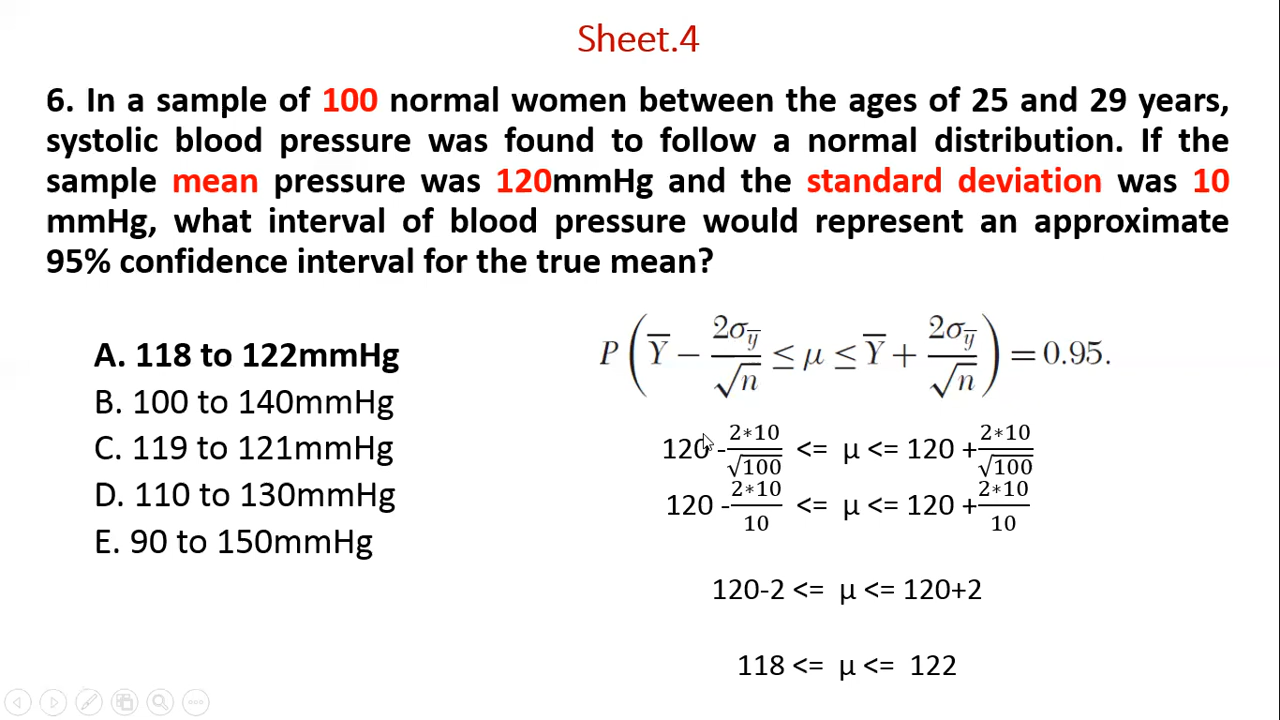 Sheet.4
6. In a sample of 100 normal women between the ages of 25 and 29 years,
systolic blood pressure was found to follow a normal distribution. If the
sample mean pressure was 120mmHg and the standard deviation was 10
mmHg, what interval of blood pressure would represent an approximate
95% confidence interval for the true mean?
A. 118 to 122mmHg
B. 100 to 140mmHg
C. 119 to 121mmHg
D. 110 to 130mmHg
E. 90 to 150mmHg
P(Y̅ − 2σy̅/√n ≤ μ ≤ Y̅ + 2σy̅/√n) = 0.95.
120 -2*10/√100 <= μ <= 120 +2*10/√100
120 -2*10/10 <= μ <= 120 +2*10/10
120-2 <= μ <= 120+2
118 <= μ <= 122